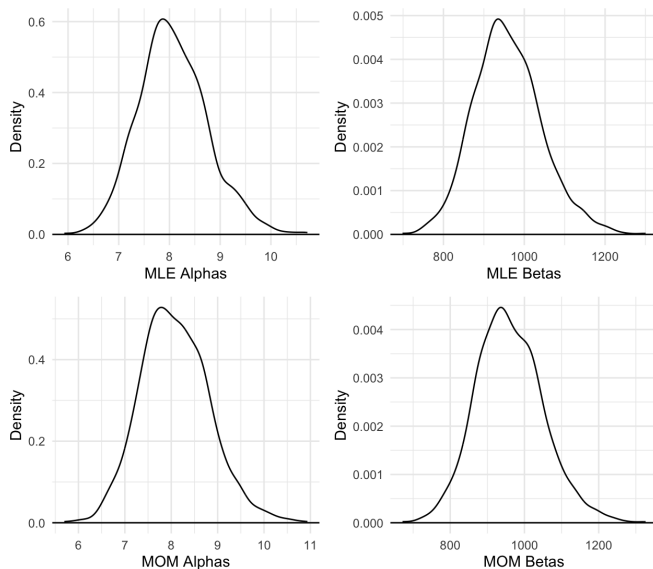 0.6
0.4
0.2
0.0
Density
6 7 8 9 10
MLE Alphas
0.005
0.004
0.003
0.002
0.001
0.000
Density
800 1000 1200
MLE Betas
0.4
0.2
0.0
Density
6 7 8 9 10 11
MOM Alphas
0.004
0.003
0.002
0.001
0.000
Density
800 1000 1200
MOM Betas